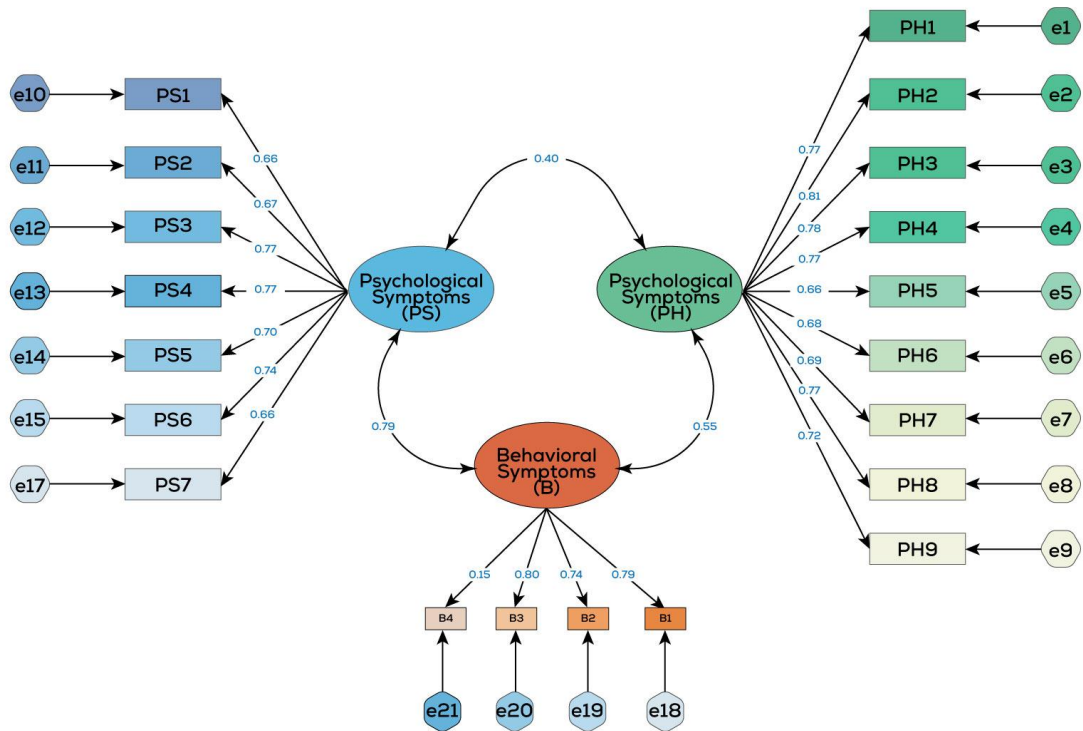 PH1
e1
e10
PS1
PH2
e2
e11
PS2
0.66
0.40
0.77
PH3
e3
0.67
0.81
e12
PS3
0.78
PH4
e4
0.77
0.77
e13
PS4
0.77
Psychological
Symptoms
(PS)
Psychological
Symptoms
(PH)
0.66
PH5
e5
0.70
0.68
e14
PS5
PH6
e6
0.74
0.69
e15
PS6
0.66
0.79
0.55
0.77
PH7
e7
0.72
Behavioral
Symptoms
(B)
e17
PS7
PH8
e8
PH9
e9
0.15
0.80
0.74
0.79
B4
B3
B2
B1
e21
e20
e19
e18